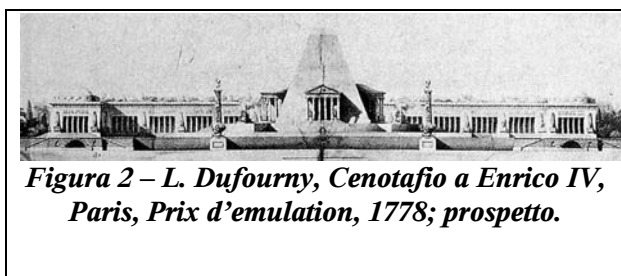 Figura 2 – L. Dufourny, Cenotafio a Enrico IV,
Paris, Prix d’emulation, 1778; prospetto.